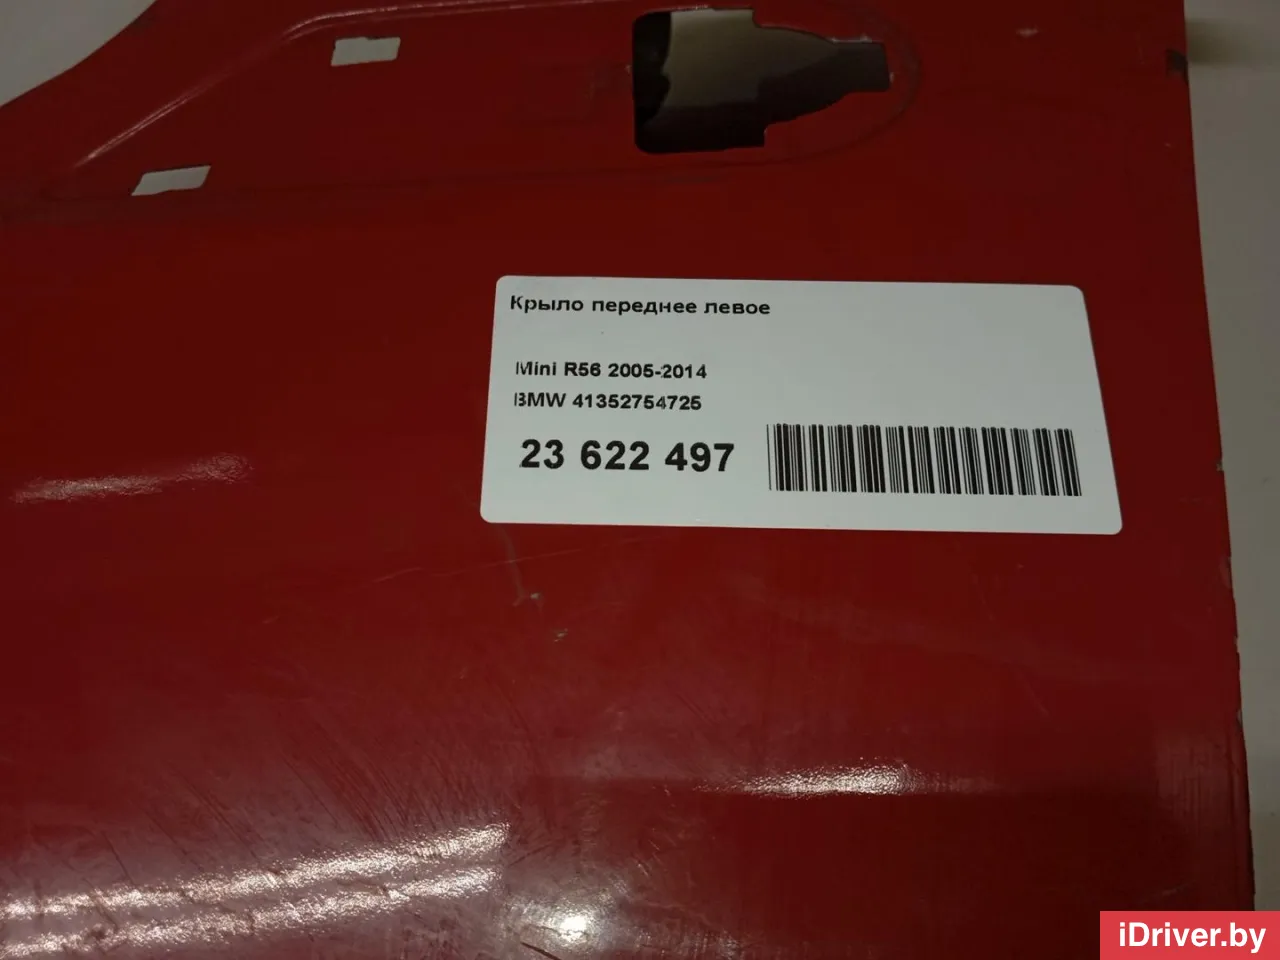 Крыло переднее левое
Mini R56 2005-2014
BMW 41352754725
23 622 497
iDriver.by